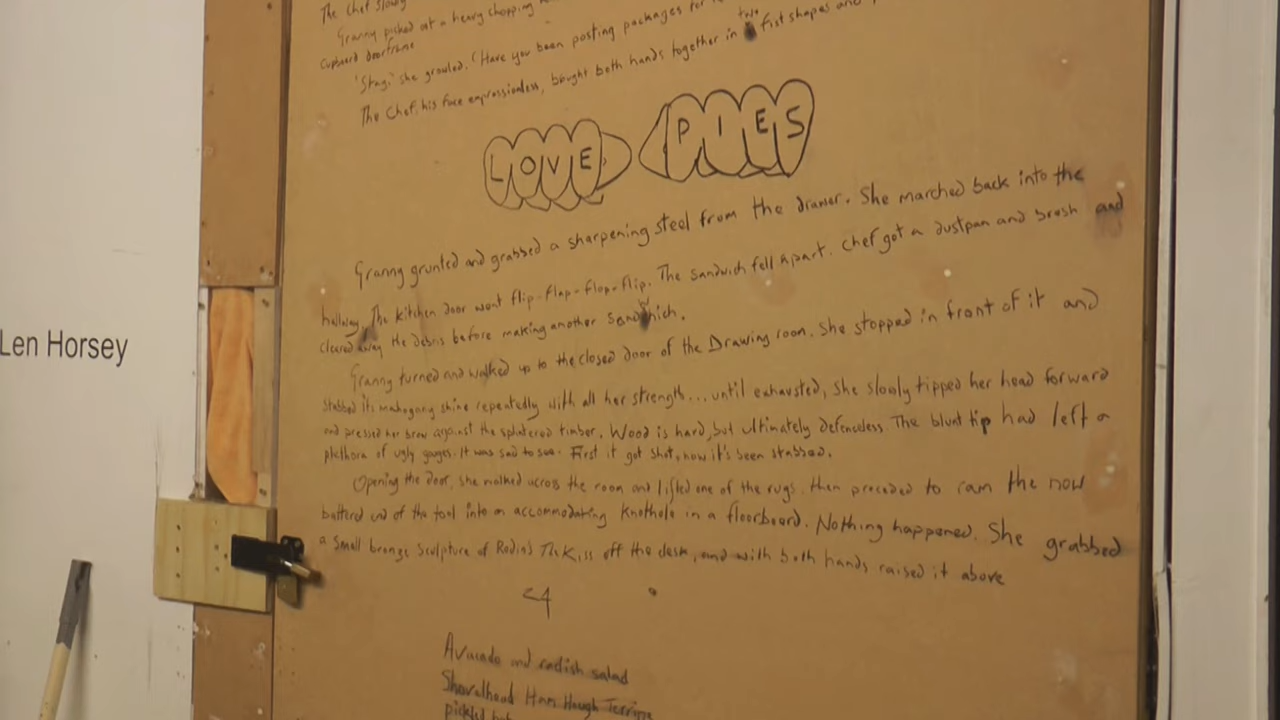 The Chef slowly
Granny picked at a heavy chopping
cupboard doorframe
'Stag,' she growled. 'Have you been posting packages for
The Chef, his face expressionless, bought both hands together in two fist shapes and
LOVE DIES
Granny grunted and grabbed a sharpening steel from the drawer. She marched back into the
hallway. The kitchen door went flip-flap-flop-flip. The sandwich fell apart. Chef got a dustpan and brush and
cleared away the debris before making another sandwich.
Granny turned and walked up to the closed door of the Drawing room. She stopped in front of it and
stabbed its mahogany shine repeatedly with all her strength... until exhausted, she slowly tipped her head forward
and pressed her brow against the splintered timber. Wood is hard, but ultimately defenceless. The blunt tip had left a
plethora of ugly gouges. It was sad to see. First it got shot, now it's been stabbed.
Opening the door, she walked across the room and lifted one of the rugs, then proceded to ram the now
battered end of the tool into an accommodating knothole in a floorboard. Nothing happened. She grabbed
a small bronze sculpture of Rodin's The Kiss off the desk, and with both hands raised it above
Len Horsey
<4
Avocado and radish salad
Shovelhead Ham Hough Terrine